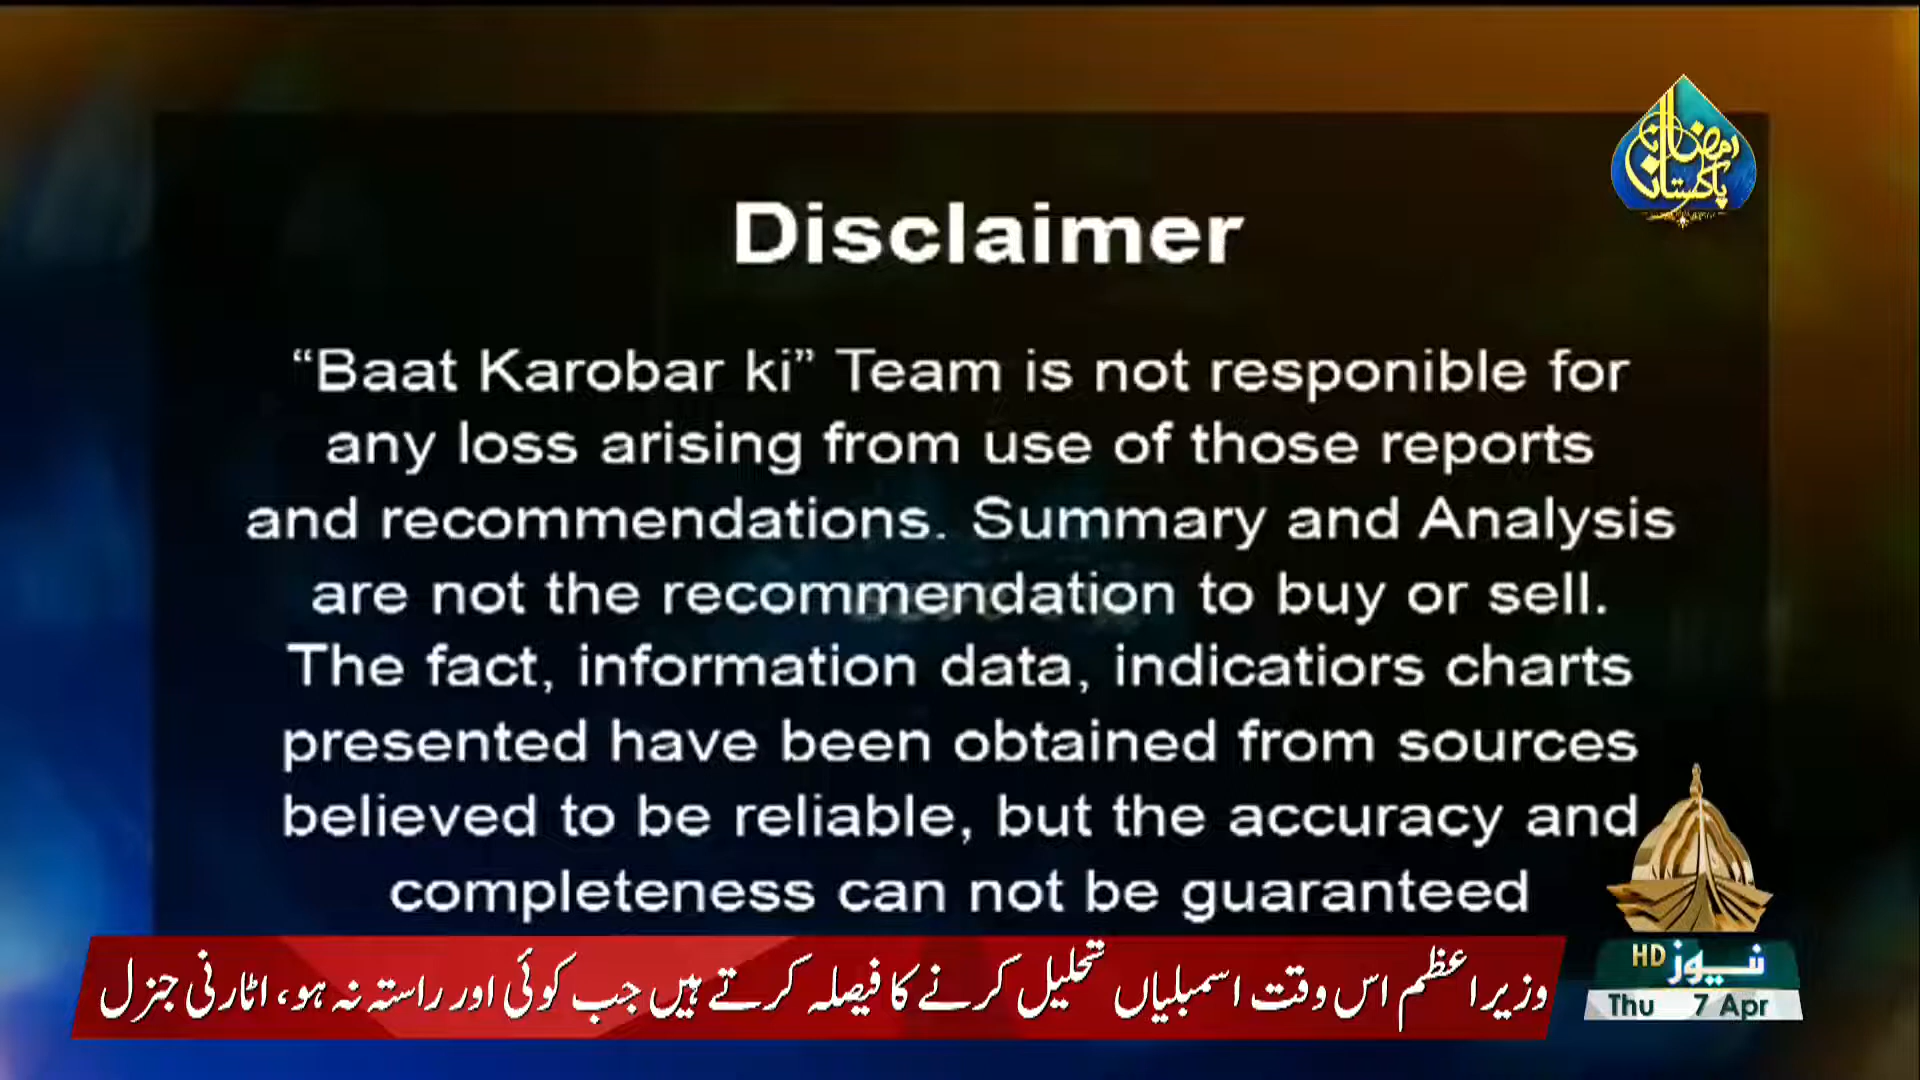 رمضان پاکستان
Disclaimer
“Baat Karobar ki” Team is not responible for
any loss arising from use of those reports
and recommendations. Summary and Analysis
are not the recommendation to buy or sell.
The fact, information data, indicatiors charts
presented have been obtained from sources
believed to be reliable, but the accuracy and
completeness can not be guaranteed
وزیراعظم اس وقت اسمبلیاں تحلیل کرنے کا فیصلہ کرتے ہیں جب کوئی اور راستہ نہ ہو، اٹارنی جنرل
HD نیوز
Thu 7 Apr